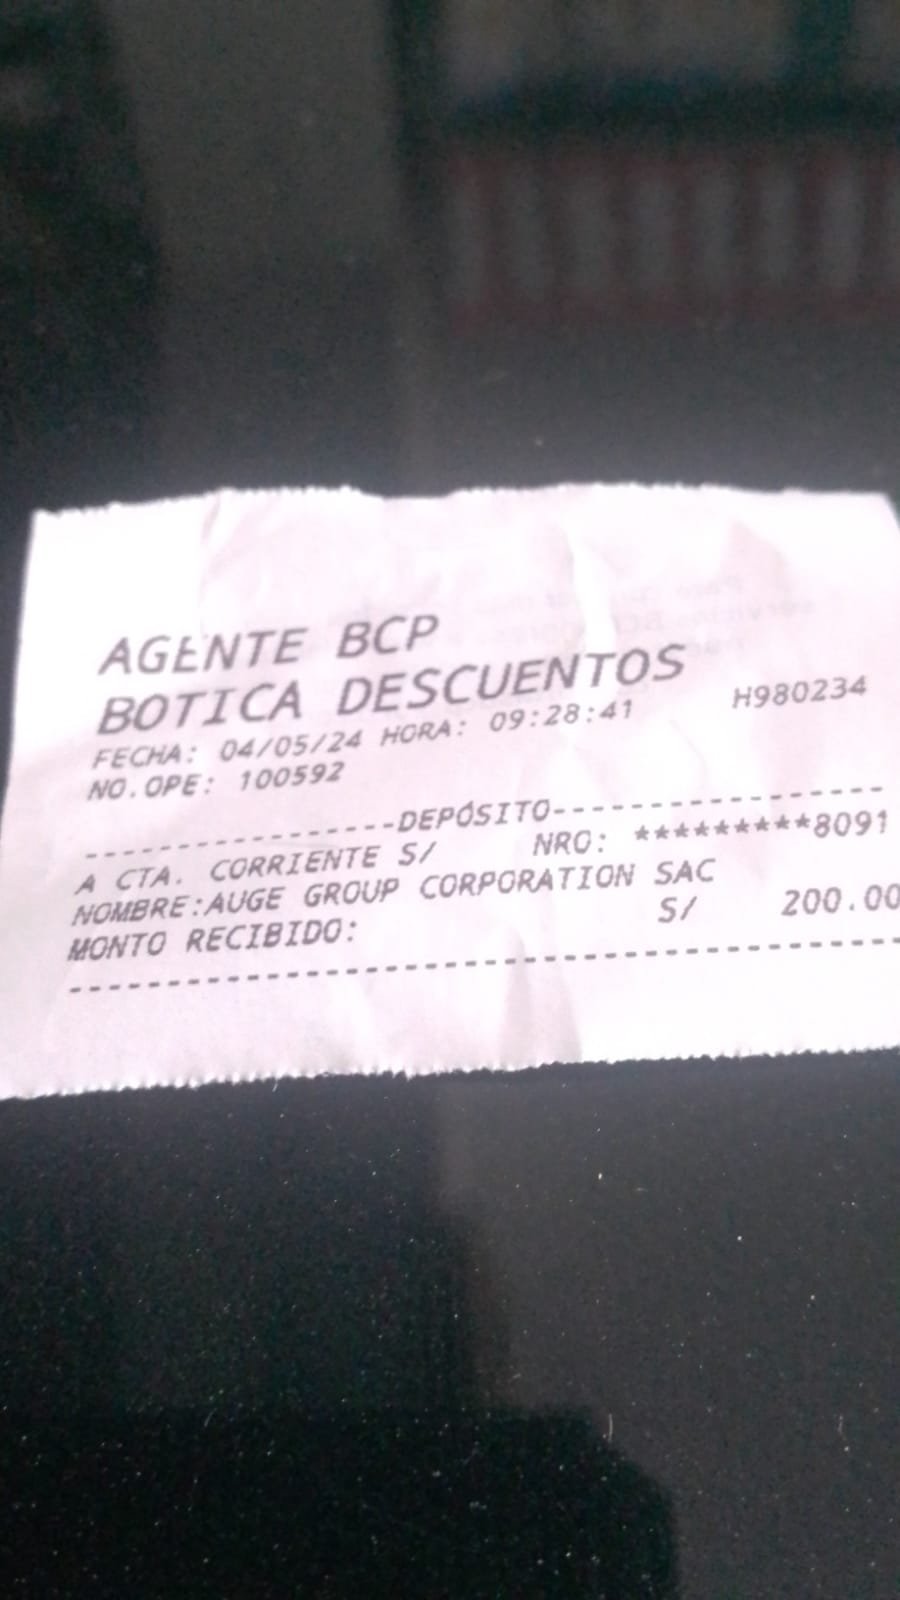 AGENTE BCP
BOTICA DESCUENTOS
FECHA: 04/05/24 HORA: 09:28:41 H980234
NO.OPE: 100592
-----------------DEPÓSITO-----------------
A CTA. CORRIENTE S/ NRO: *********8091
NOMBRE:AUGE GROUP CORPORATION SAC
MONTO RECIBIDO: S/ 200.00
------------------------------------------